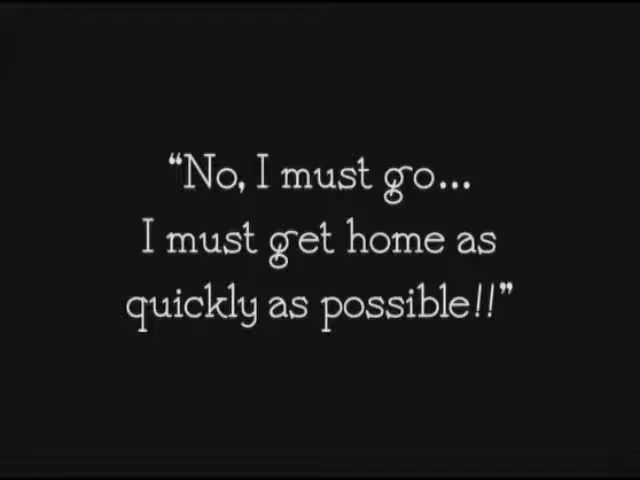 “No, I must go...
I must get home as
quickly as possible!!”